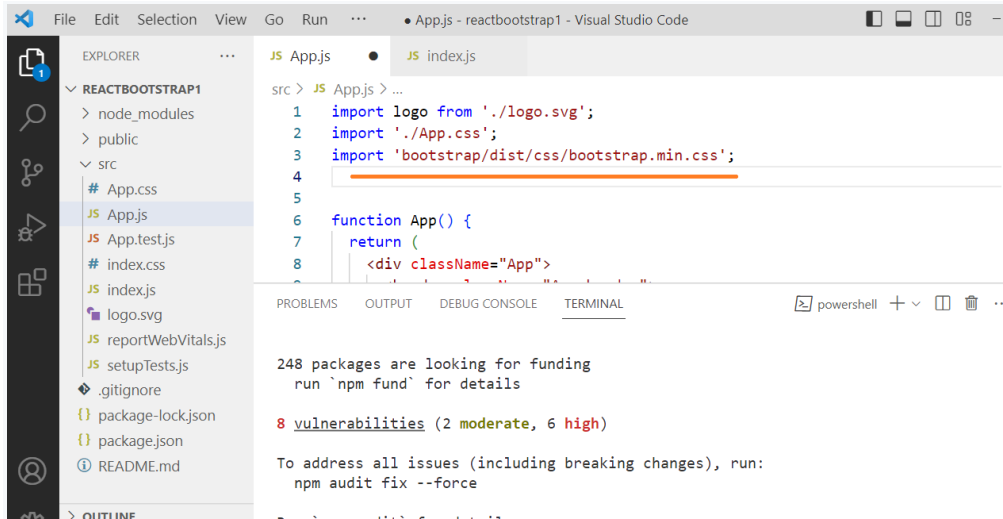 File Edit Selection View Go Run ··· ● App.js - reactbootstrap1 - Visual Studio Code
EXPLORER ···
REACTBOOTSTRAP1
> node_modules
> public
src
# App.css
JS App.js
JS App.test.js
# index.css
JS index.js
logo.svg
JS reportWebVitals.js
JS setupTests.js
.gitignore
{} package-lock.json
{} package.json
README.md
> OUTLINE
1
JS App.js ● JS index.js
src > JS App.js > ...
1 import logo from './logo.svg';
2 import './App.css';
3 import 'bootstrap/dist/css/bootstrap.min.css';
4
5
6 function App() {
7 return (
8 <div className="App">
PROBLEMS OUTPUT DEBUG CONSOLE TERMINAL powershell
248 packages are looking for funding
run `npm fund` for details
8 vulnerabilities (2 moderate, 6 high)
To address all issues (including breaking changes), run:
npm audit fix --force